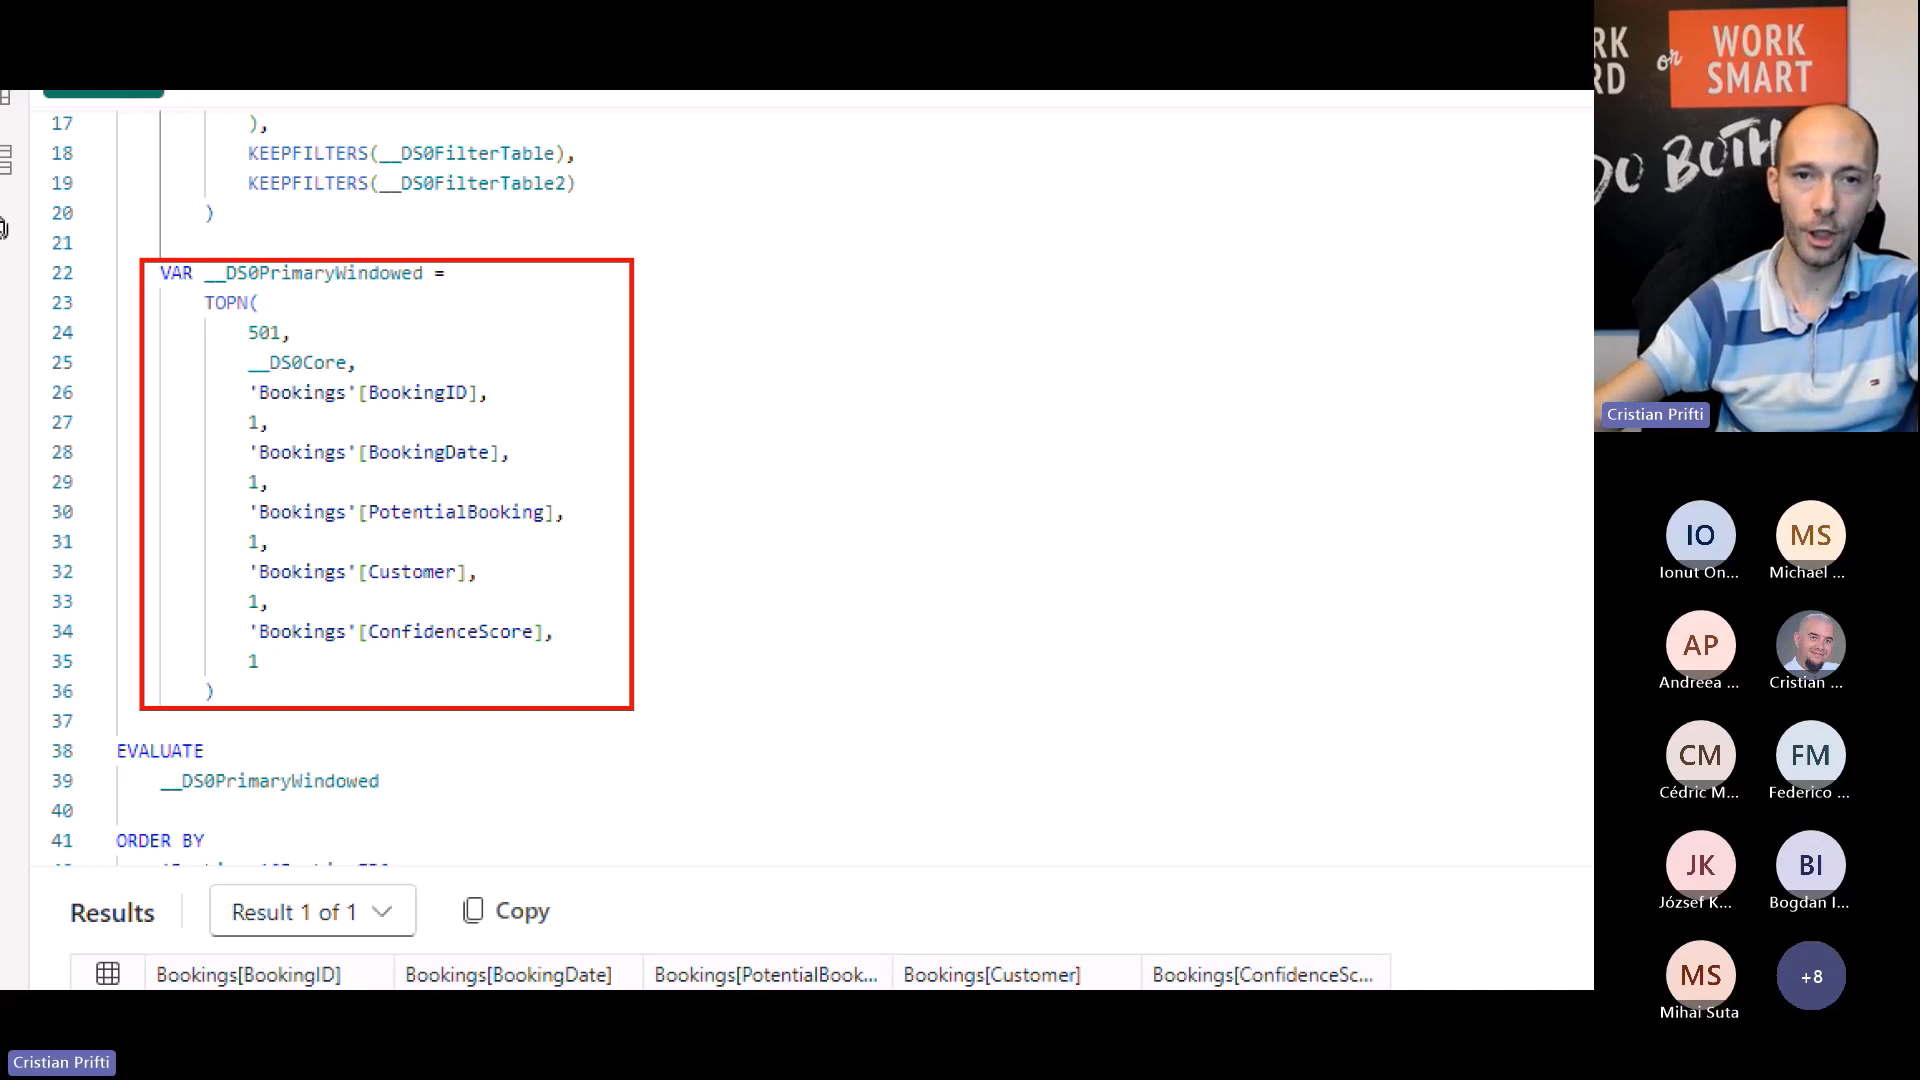 17 ),
18 KEEPFILTERS(__DS0FilterTable),
19 KEEPFILTERS(__DS0FilterTable2)
20 )
21
22 VAR __DS0PrimaryWindowed =
23 TOPN(
24 501,
25 __DS0Core,
26 'Bookings'[BookingID],
27 1,
28 'Bookings'[BookingDate],
29 1,
30 'Bookings'[PotentialBooking],
31 1,
32 'Bookings'[Customer],
33 1,
34 'Bookings'[ConfidenceScore],
35 1
36 )
37
38 EVALUATE
39 __DS0PrimaryWindowed
40
41 ORDER BY
Results
Result 1 of 1
Copy
Bookings[BookingID] Bookings[BookingDate] Bookings[PotentialBook... Bookings[Customer] Bookings[ConfidenceSc...
RK
RD
or
WORK
SMART
DO BOTH
Cristian Prifti
IO MS
Ionut On... Michael ...
AP
Andreea ... Cristian ...
CM FM
Cédric M... Federico ...
JK BI
József K... Bogdan I...
MS +8
Mihai Suta
Cristian Prifti